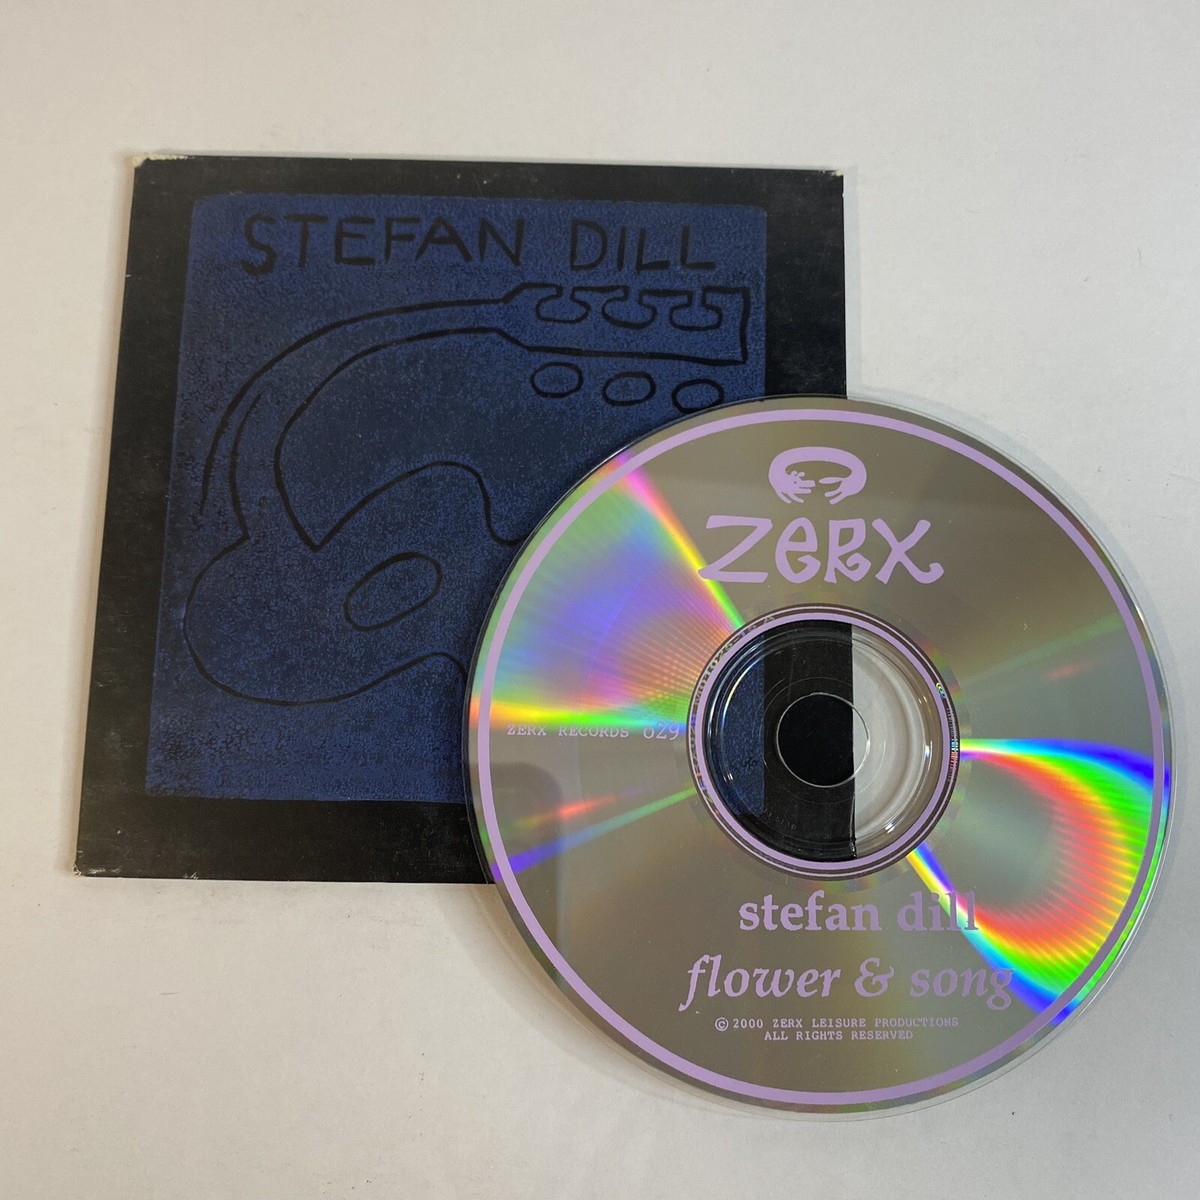 STEFAN DILL
ZERX
ZERX RECORDS 029
stefan dill
flower & song
© 2000 ZERX LEISURE PRODUCTIONS
ALL RIGHTS RESERVED